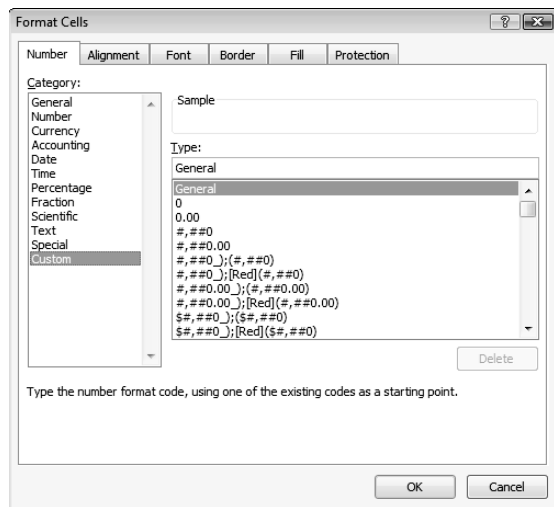 Format Cells
Number Alignment Font Border Fill Protection
Category:
General
Number
Currency
Accounting
Date
Time
Percentage
Fraction
Scientific
Text
Special
Custom
Sample
Type:
General
General
0
0.00
#,##0
#,##0.00
#,##0_);(#,##0)
#,##0_);[Red](#,##0)
#,##0.00_);(#,##0.00)
#,##0.00_);[Red](#,##0.00)
$#,##0_);($#,##0)
$#,##0_);[Red]($#,##0)
Delete
Type the number format code, using one of the existing codes as a starting point.
OK Cancel